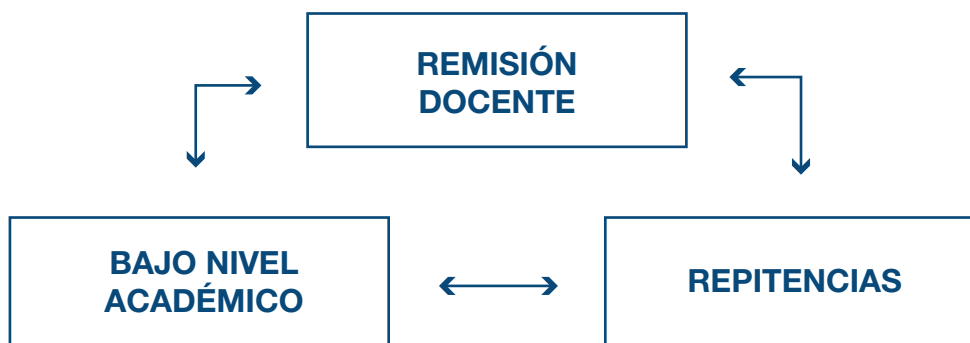 REMISIÓN
DOCENTE
BAJO NIVEL
ACADÉMICO
REPITENCIAS